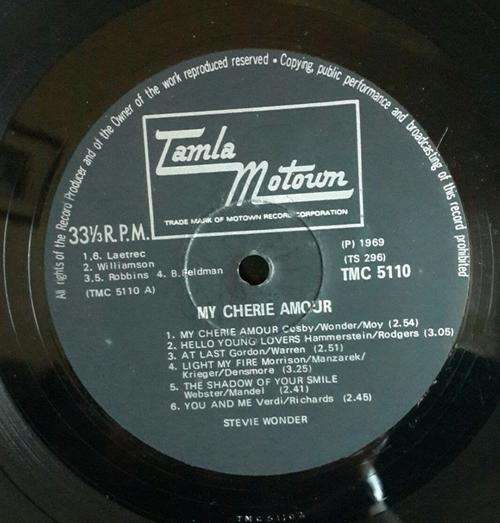 All rights of the Record Producer and of the Owner of the work reproduced reserved • Copying, public performance and broadcasting of this record prohibited
Tamla
Motown
TRADE MARK OF MOTOWN RECORD CORPORATION
33⅓ R.P.M.
1.6. Laetrec
2. Williamson
3.5. Robbins 4. B.Feldman
(TMC 5110 A)
(P) 1969
(TS 296)
TMC 5110
MY CHERIE AMOUR
1. MY CHERIE AMOUR Cosby/Wonder/Moy (2.54)
2. HELLO YOUNG LOVERS Hammerstein/Rodgers (3.05)
3. AT LAST Gordon/Warren (2.51)
4. LIGHT MY FIRE Morrison/Manzarek/
Krieger/Densmore (3.25)
5. THE SHADOW OF YOUR SMILE
Webster/Mandel (2.41)
6. YOU AND ME Verdi/Richards (2.45)
STEVIE WONDER
TMC 5110 A